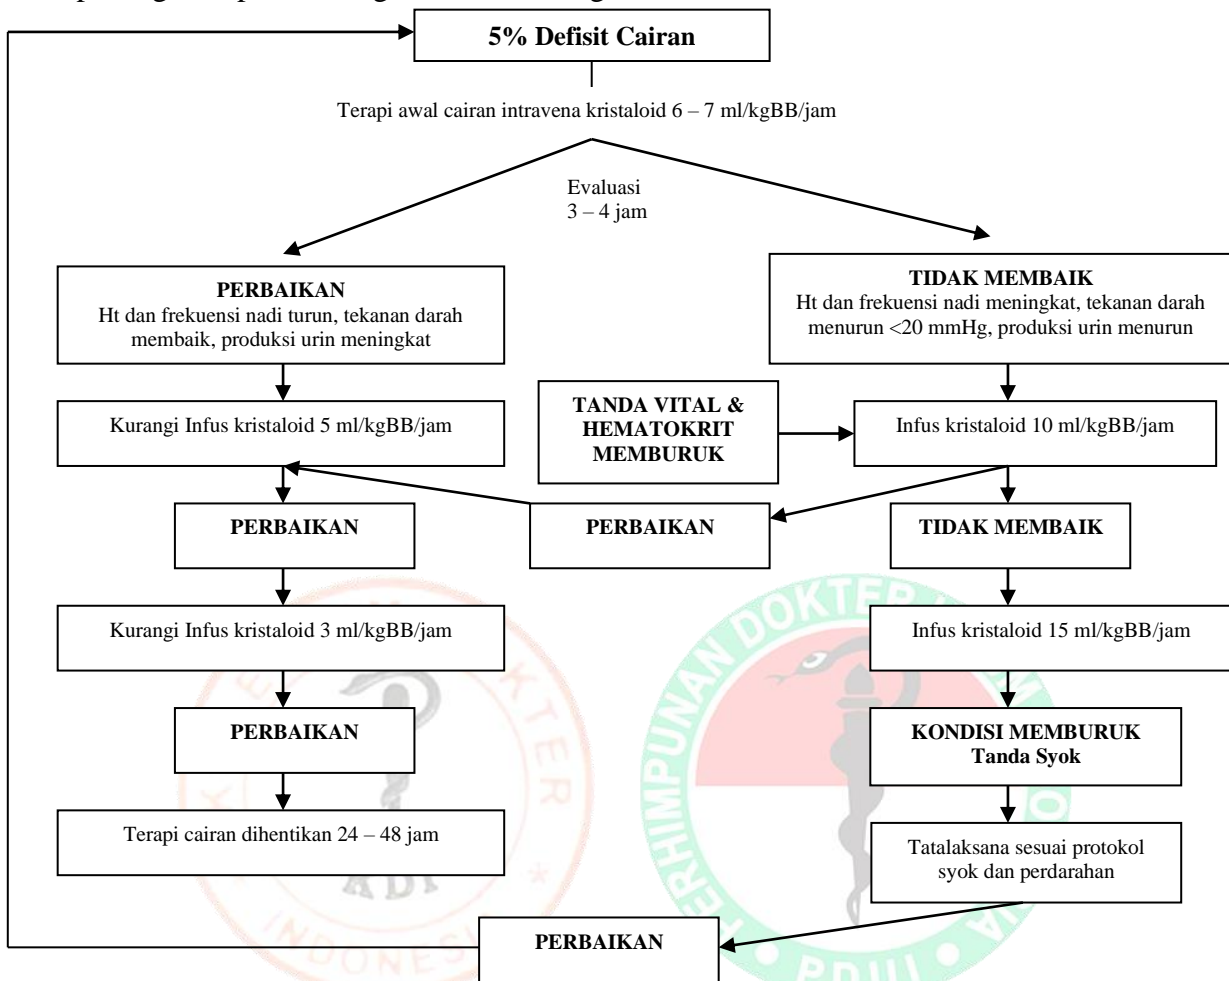 5% Defisit Cairan
Terapi awal cairan intravena kristaloid 6 – 7 ml/kgBB/jam
Evaluasi
3 – 4 jam
PERBAIKAN
Ht dan frekuensi nadi turun, tekanan darah
membaik, produksi urin meningkat
TIDAK MEMBAIK
Ht dan frekuensi nadi meningkat, tekanan darah
menurun <20 mmHg, produksi urin menurun
Kurangi Infus kristaloid 5 ml/kgBB/jam
TANDA VITAL &
HEMATOKRIT
MEMBURUK
Infus kristaloid 10 ml/kgBB/jam
PERBAIKAN
PERBAIKAN
TIDAK MEMBAIK
Kurangi Infus kristaloid 3 ml/kgBB/jam
Infus kristaloid 15 ml/kgBB/jam
PERBAIKAN
KONDISI MEMBURUK
Tanda Syok
Terapi cairan dihentikan 24 – 48 jam
Tatalaksana sesuai protokol
syok dan perdarahan
PERBAIKAN
PERHIMPUNAN DOKTER
INDONESI